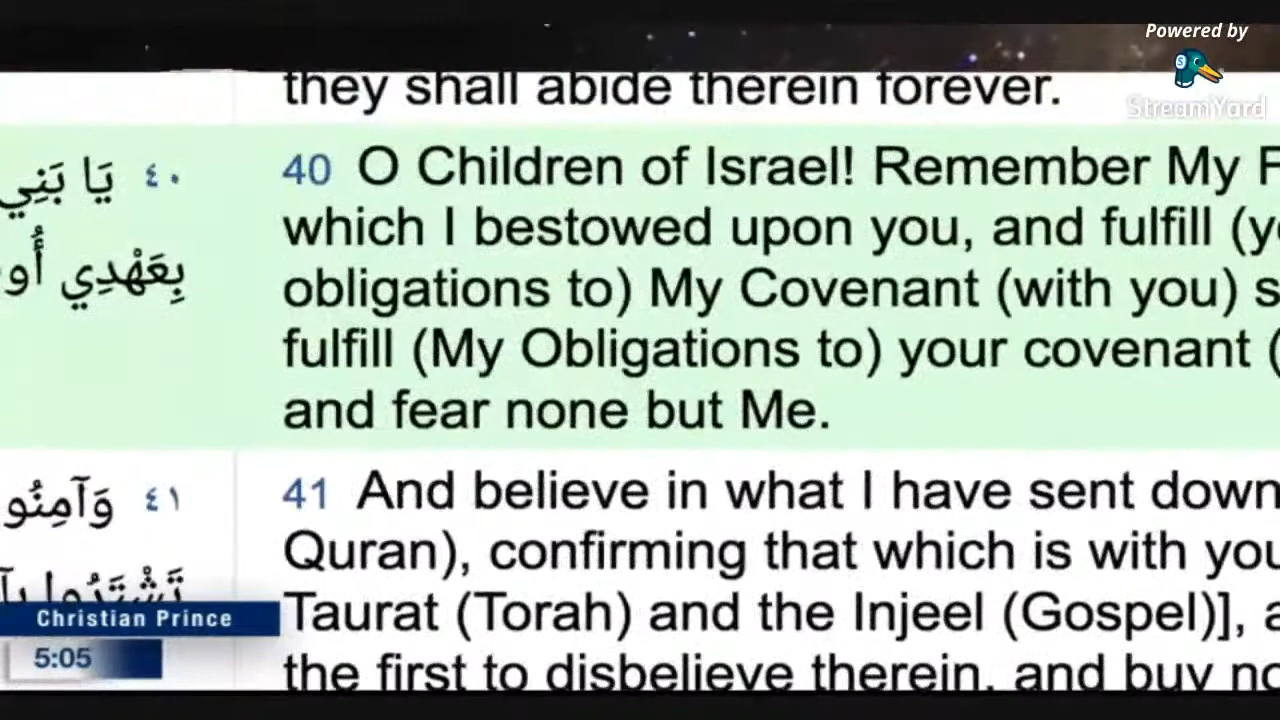 Powered by
StreamYard
they shall abide therein forever.
٤٠ يَا بَنِي
بِعَهْدِي أُو
40 O Children of Israel! Remember My F
which I bestowed upon you, and fulfill (y
obligations to) My Covenant (with you) s
fulfill (My Obligations to) your covenant (
and fear none but Me.
٤١ وَآمِنُو
41 And believe in what I have sent down
Quran), confirming that which is with you
Taurat (Torah) and the Injeel (Gospel)], a
the first to disbelieve therein, and buy no
Christian Prince
5:05